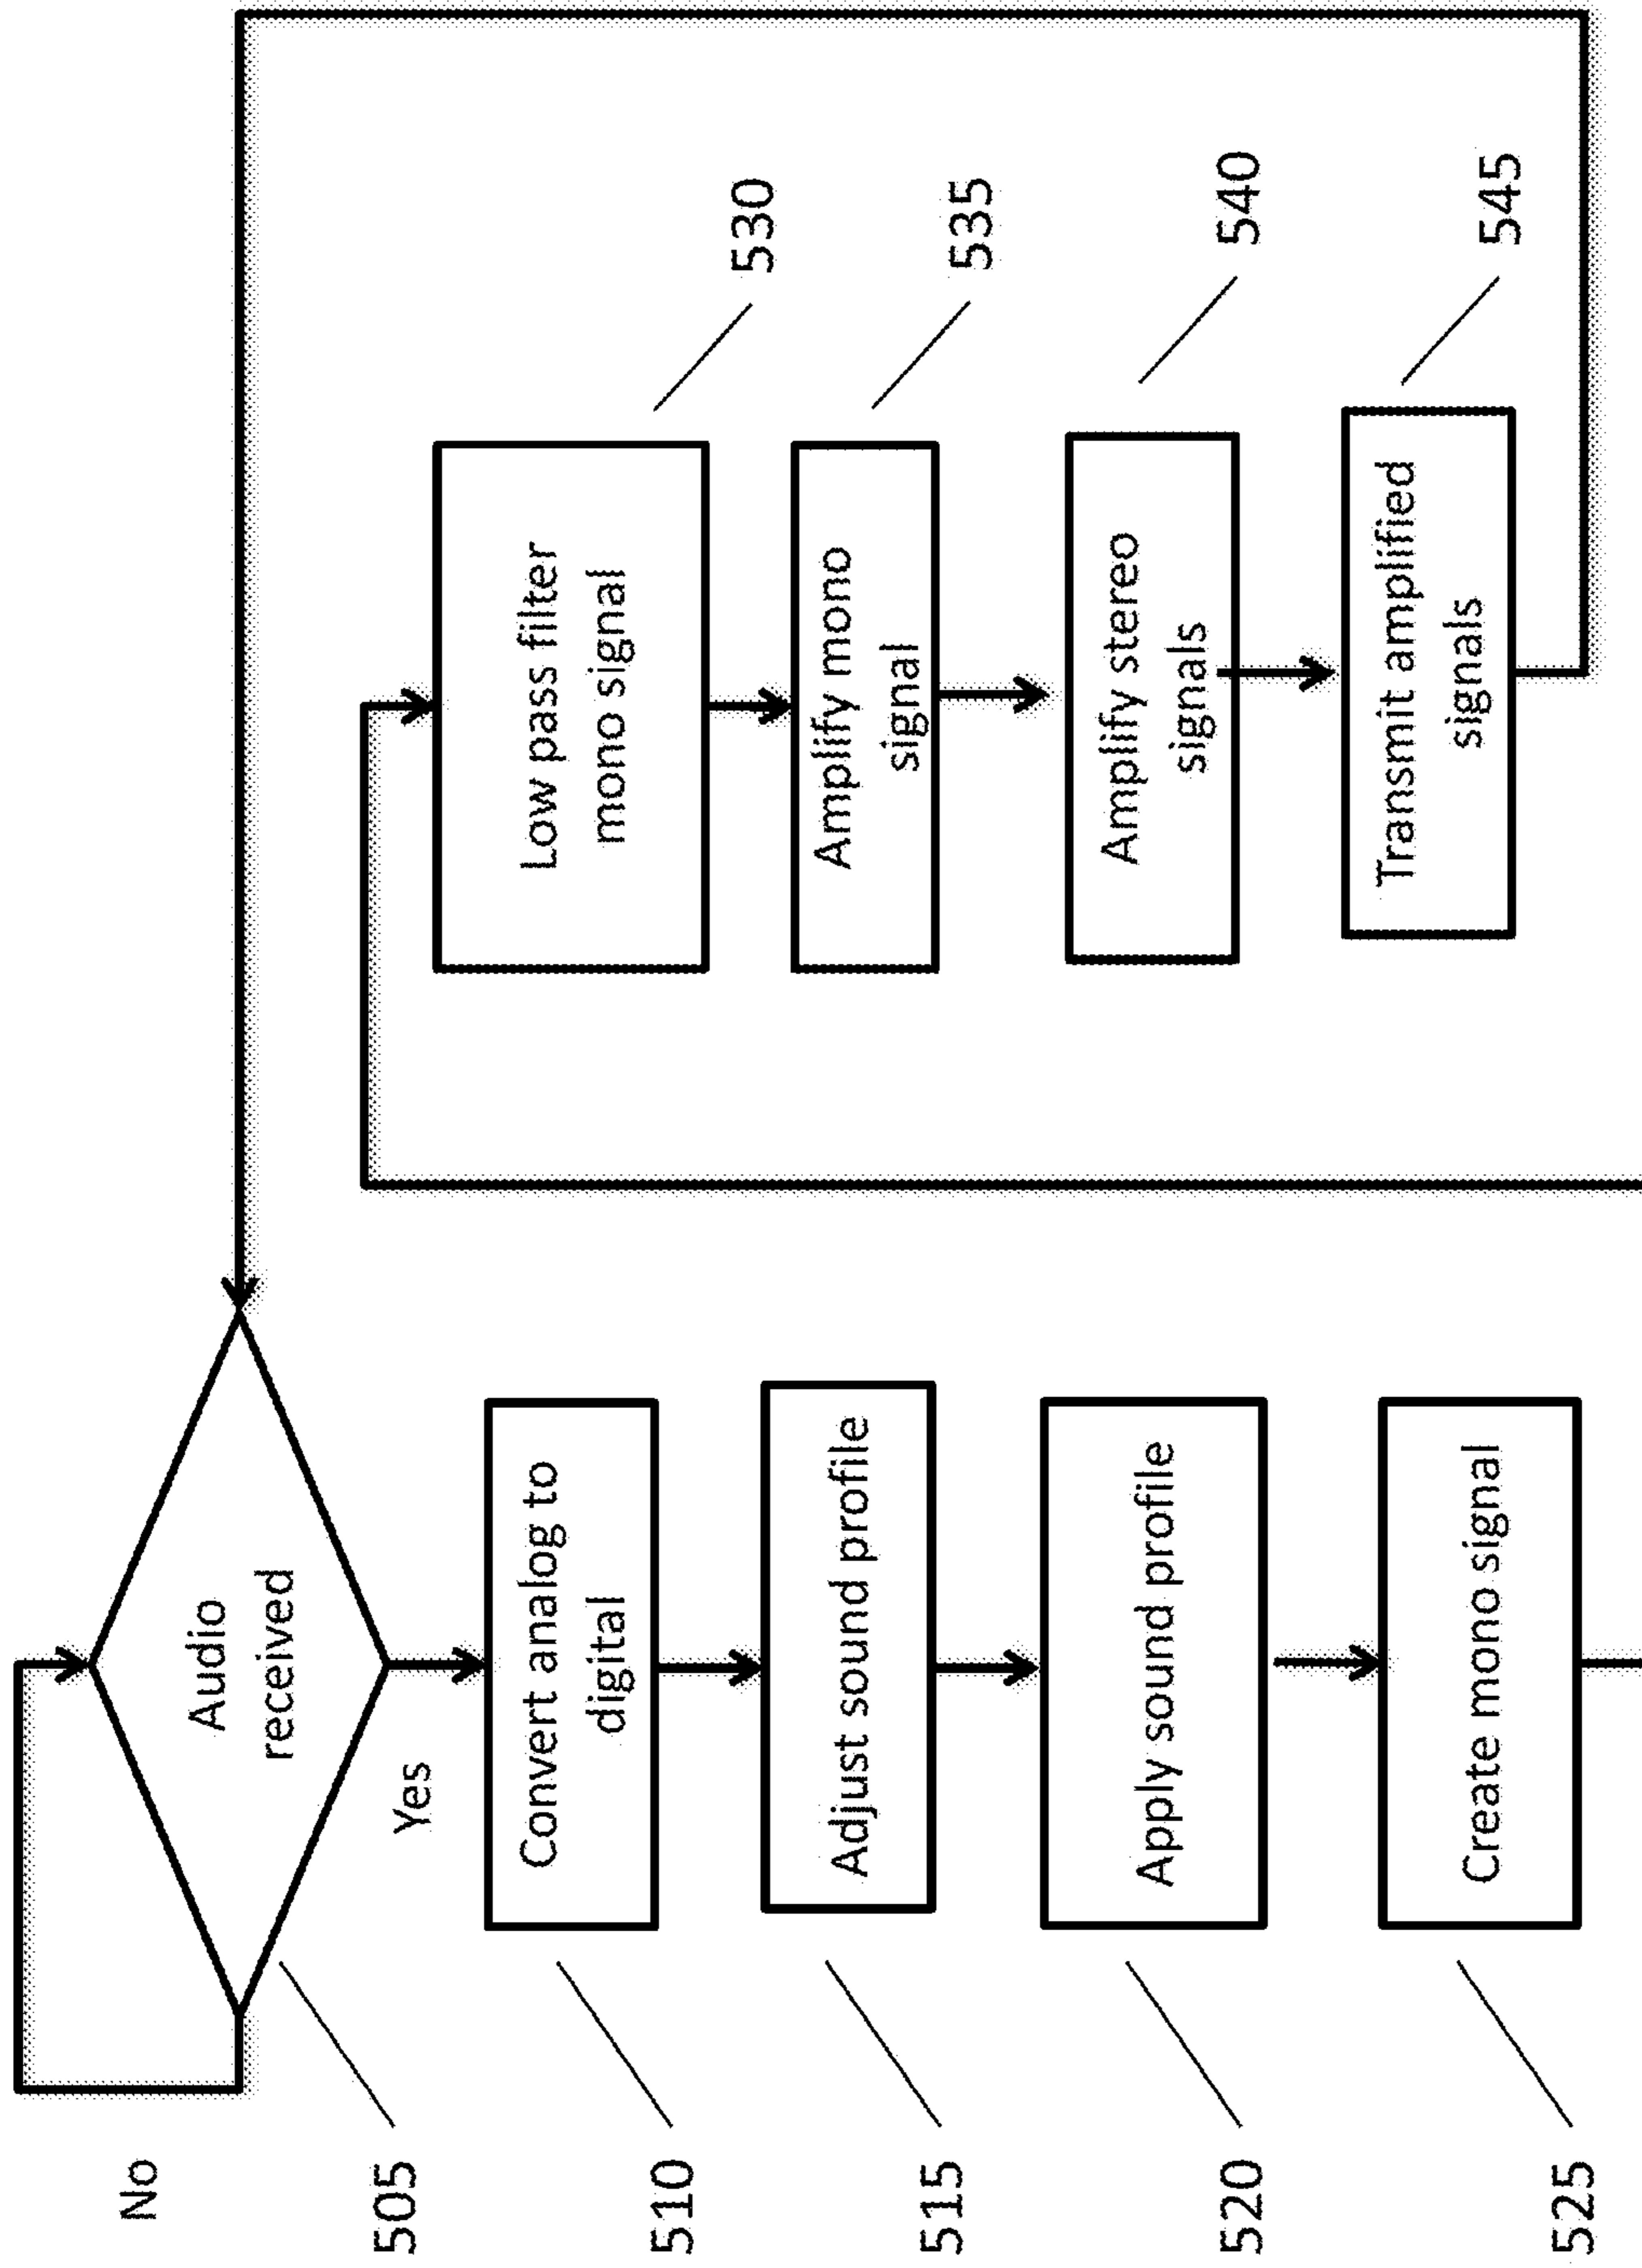 No
Audio
received
505
Yes
Convert analog to
digital
510
Adjust sound profile
515
Apply sound profile
520
Create mono signal
525
Low pass filter
mono signal
530
Amplify mono
signal
535
Amplify stereo
signals
540
Transmit amplified
signals
545